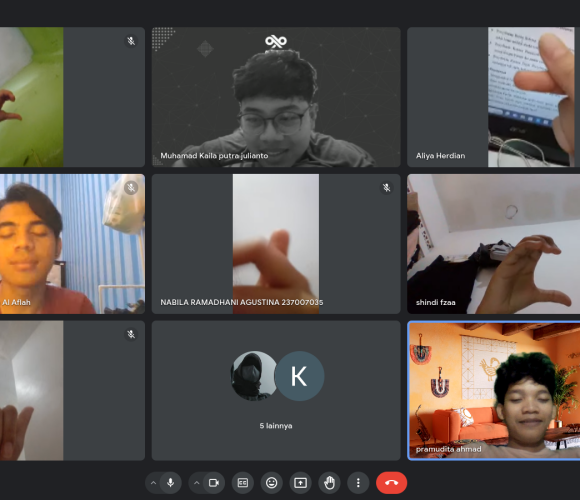 Muhamad Kaila putra julianto
Aliya Herdian
Al Aflah
NABILA RAMADHANI AGUSTINA 237007035
shindi fzaa
K
5 lainnya
pramudita ahmad